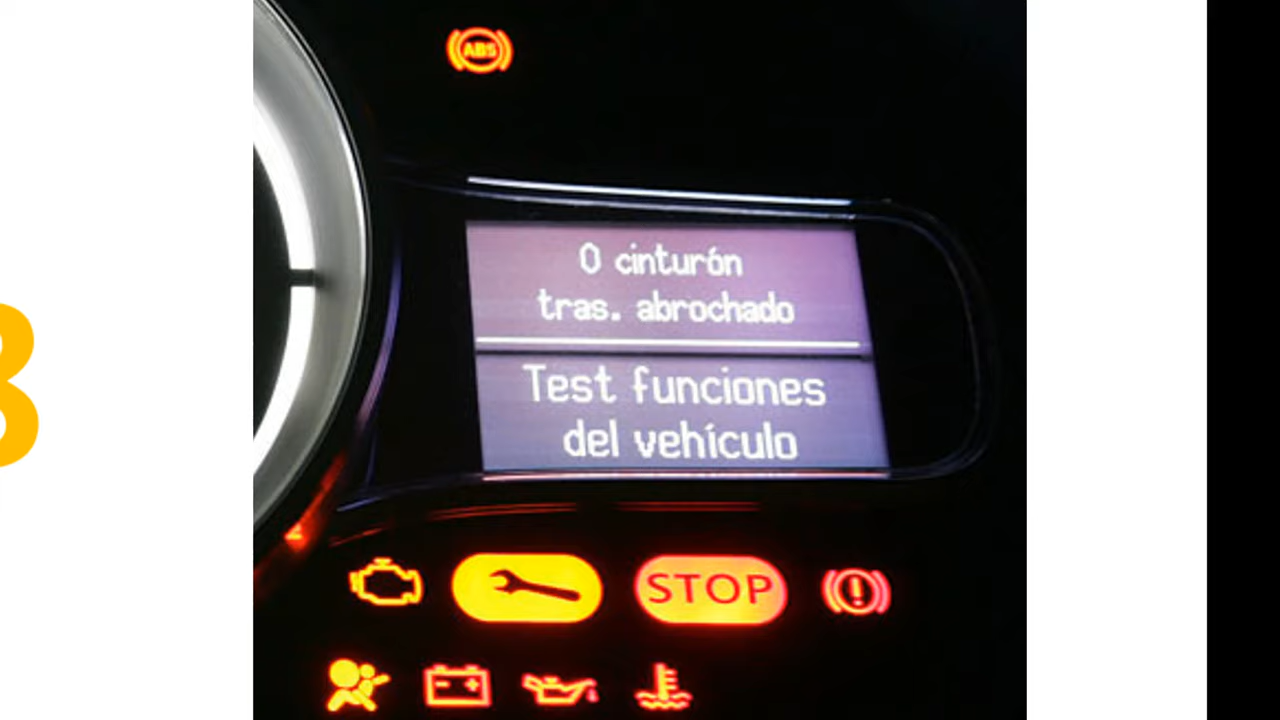 ABS
0 cinturón
tras. abrochado
Test funciones
del vehículo
STOP